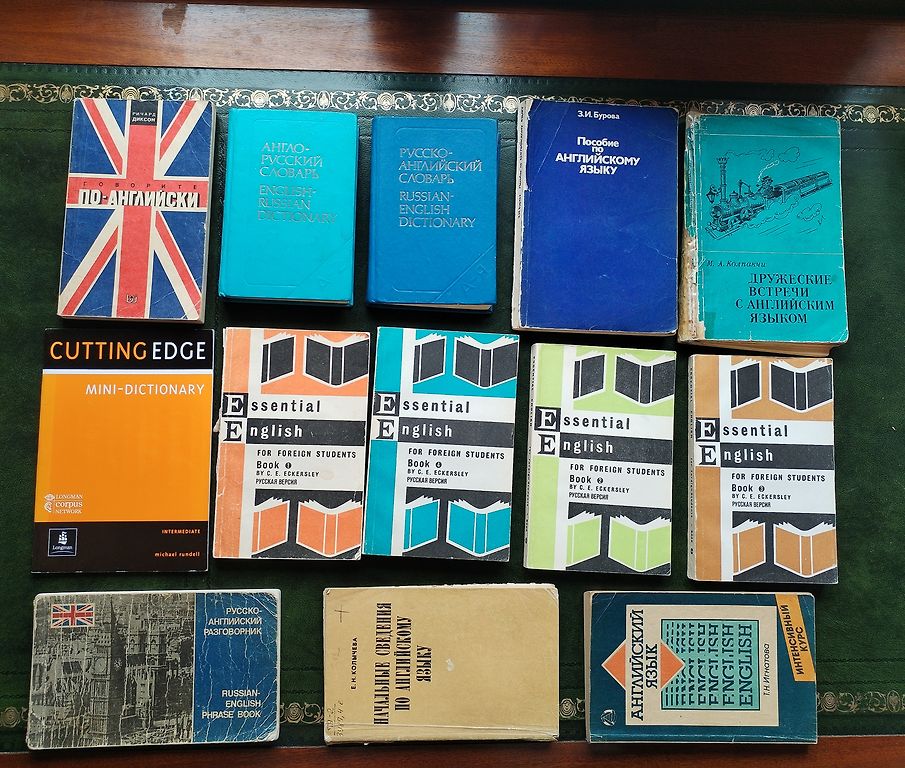 РИЧАРД
ДИКСОН
ГОВОРИТЕ
ПО-АНГЛИЙСКИ
АНГЛО-
РУССКИЙ
СЛОВАРЬ
ENGLISH-
RUSSIAN
DICTIONARY
РУССКО-
АНГЛИЙСКИЙ
СЛОВАРЬ
RUSSIAN-
ENGLISH
DICTIONARY
З.И. Бурова
Пособие
по
АНГЛИЙСКОМУ
ЯЗЫКУ
М. А. Колпакчи
ДРУЖЕСКИЕ
ВСТРЕЧИ
С АНГЛИЙСКИМ
ЯЗЫКОМ
CUTTING EDGE
MINI-DICTIONARY
LONGMAN
corpus
NETWORK
INTERMEDIATE
Longman
michael rundell
Essential
English
FOR FOREIGN STUDENTS
Book 1
BY C. E. ECKERSLEY
РУССКАЯ ВЕРСИЯ
Essential
English
FOR FOREIGN STUDENTS
Book 4
BY C. E. ECKERSLEY
РУССКАЯ ВЕРСИЯ
Essential
English
FOR FOREIGN STUDENTS
Book 2
BY C. E. ECKERSLEY
РУССКАЯ ВЕРСИЯ
Essential
English
FOR FOREIGN STUDENTS
Book 3
BY C. E. ECKERSLEY
РУССКАЯ ВЕРСИЯ
РУССКО-
АНГЛИЙСКИЙ
РАЗГОВОРНИК
RUSSIAN-
ENGLISH
PHRASE BOOK
Е. Н. КОЛЫЧЕВА
НАЧАЛЬНЫЕ СВЕДЕНИЯ
ПО АНГЛИЙСКОМУ
ЯЗЫКУ
АНГЛИЙСКИЙ
ЯЗЫК
ENGLISH
ENGLISH
ENGLISH
ENGLISH
Т.Н. Игнатова
ИНТЕНСИВНЫЙ
КУРС